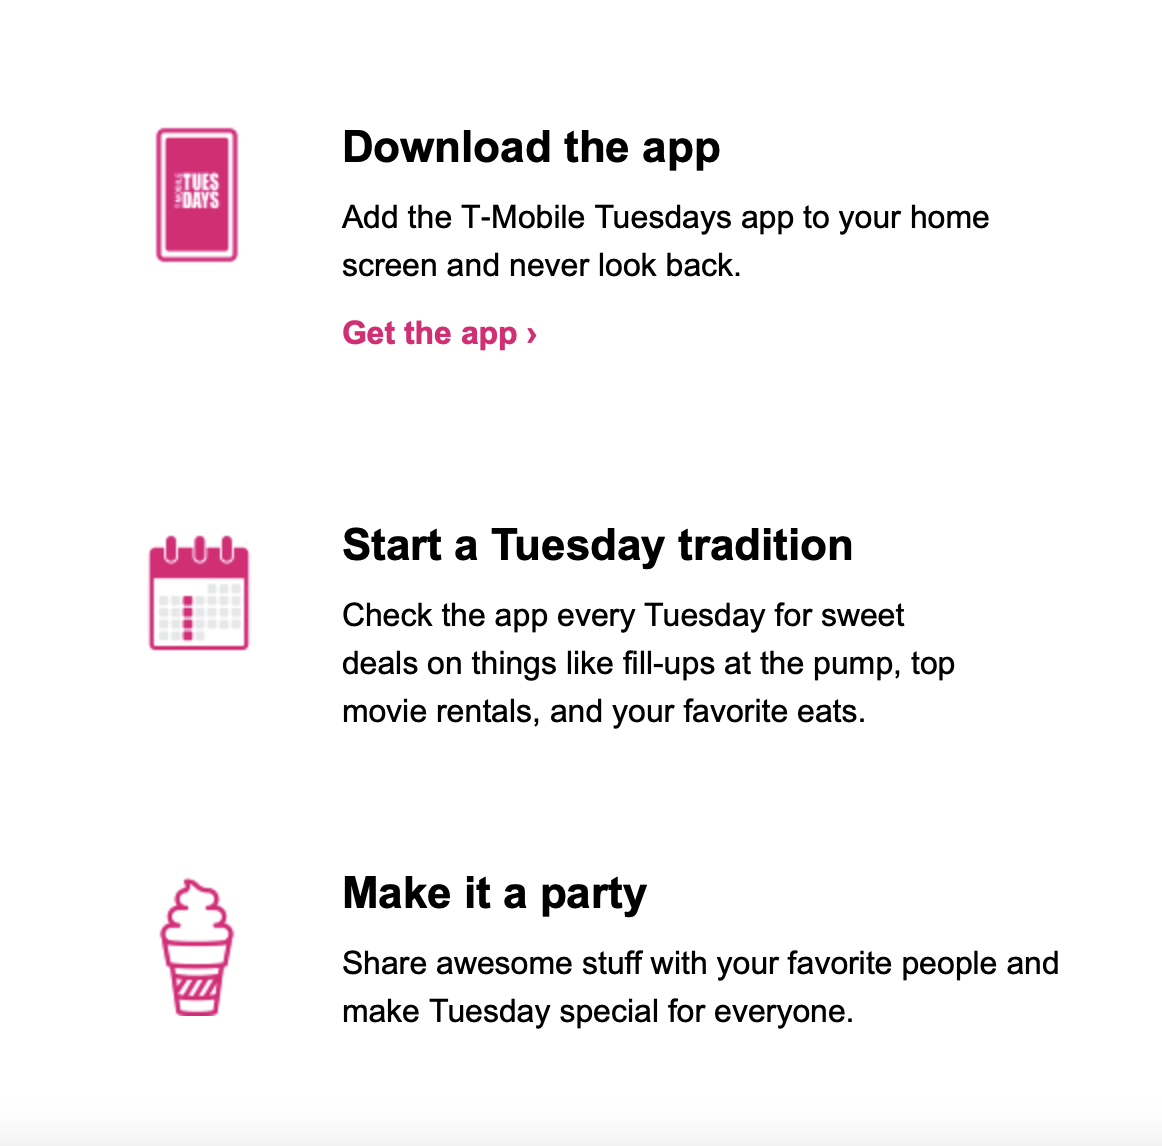 T MOBILE
TUES
DAYS
Download the app
Add the T-Mobile Tuesdays app to your home
screen and never look back.
Get the app ›
Start a Tuesday tradition
Check the app every Tuesday for sweet
deals on things like fill-ups at the pump, top
movie rentals, and your favorite eats.
Make it a party
Share awesome stuff with your favorite people and
make Tuesday special for everyone.